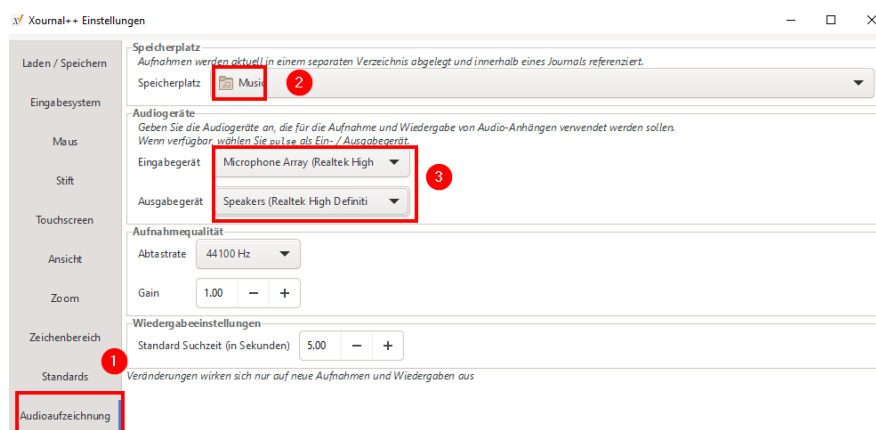 Xournal++ Einstellungen
Laden / Speichern
Eingabesystem
Maus
Stift
Touchscreen
Ansicht
Zoom
Zeichenbereich
1
Standards
Audioaufzeichnung
Speicherplatz
Aufnahmen werden aktuell in einem separaten Verzeichnis abgelegt und innerhalb eines Journals referenziert.
Speicherplatz Music 2
Audiogeräte
Geben Sie die Audiogeräte an, die für die Aufnahme und Wiedergabe von Audio-Anhängen verwendet werden sollen.
Wenn verfügbar, wählen Sie pulse als Ein- / Ausgabegerät.
Eingabegerät Microphone Array (Realtek High
3
Ausgabegerät Speakers (Realtek High Definiti
Aufnahmequalität
Abtastrate 44100 Hz
Gain 1.00 − +
Wiedergabeeinstellungen
Standard Suchzeit (in Sekunden) 5.00 − +
Veränderungen wirken sich nur auf neue Aufnahmen und Wiedergaben aus